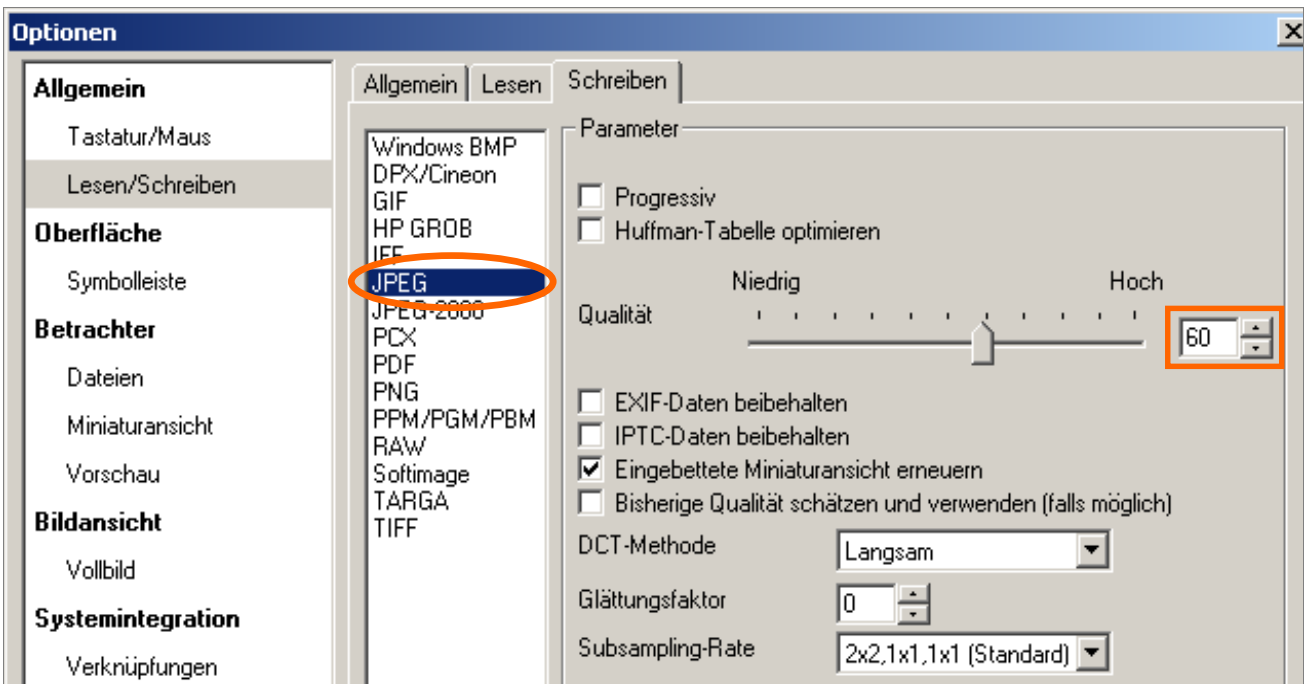 Optionen
Allgemein
Tastatur/Maus
Lesen/Schreiben
Oberfläche
Symbolleiste
Betrachter
Dateien
Miniaturansicht
Vorschau
Bildansicht
Vollbild
Systemintegration
Verknüpfungen
Allgemein Lesen Schreiben
Windows BMP
DPX/Cineon
GIF
HP GROB
IFF
JPEG
JPEG-2000
PCX
PDF
PNG
PPM/PGM/PBM
RAW
Softimage
TARGA
TIFF
Parameter
Progressiv
Huffman-Tabelle optimieren
Niedrig Hoch
Qualität 60
EXIF-Daten beibehalten
IPTC-Daten beibehalten
Eingebettete Miniaturansicht erneuern
Bisherige Qualität schätzen und verwenden (falls möglich)
DCT-Methode Langsam
Glättungsfaktor 0
Subsampling-Rate 2x2,1x1,1x1 (Standard)